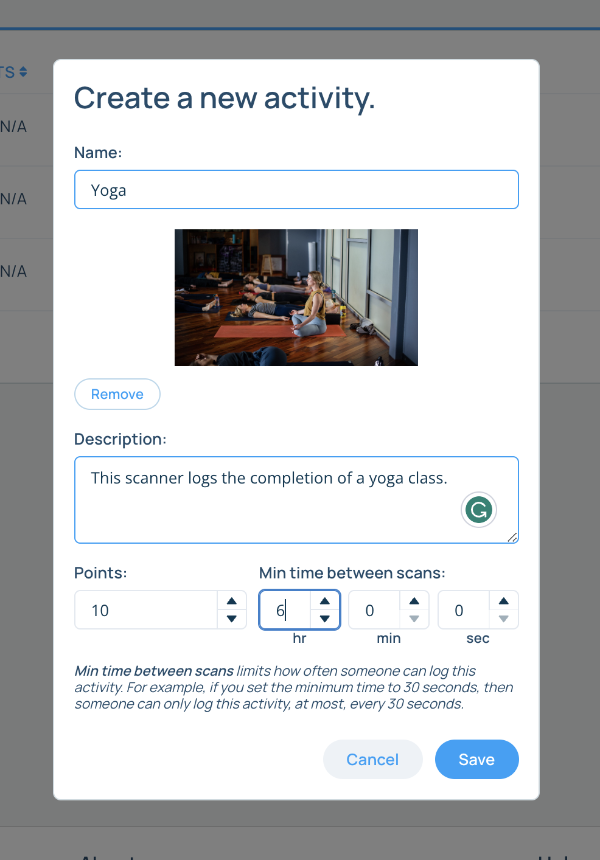 TS
N/A
N/A
N/A
Create a new activity.
Name:
Yoga
Remove
Description:
This scanner logs the completion of a yoga class.
Points:
Min time between scans:
10
6
0
0
hr
min
sec
Min time between scans limits how often someone can log this
activity. For example, if you set the minimum time to 30 seconds, then
someone can only log this activity, at most, every 30 seconds.
Cancel
Save